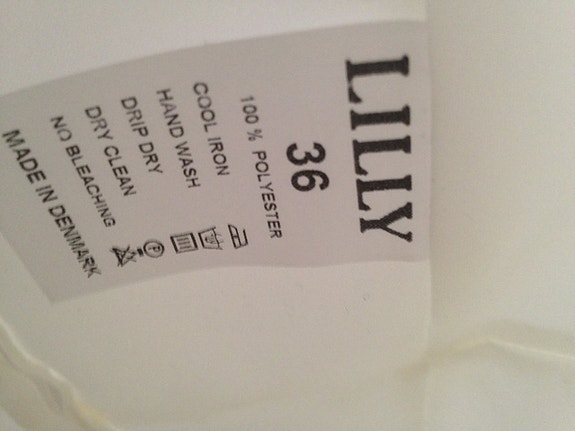 LILLY
36
100 % POLYESTER
COOL IRON
HAND WASH
DRIP DRY
DRY CLEAN
NO BLEACHING
MADE IN DENMARK